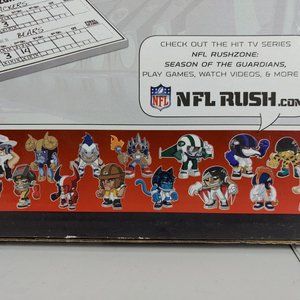 BEARS
CHECK OUT THE HIT TV SERIES
NFL RUSHZONE:
SEASON OF THE GUARDIANS,
PLAY GAMES, WATCH VIDEOS, & MORE
NFL NFL RUSH.com